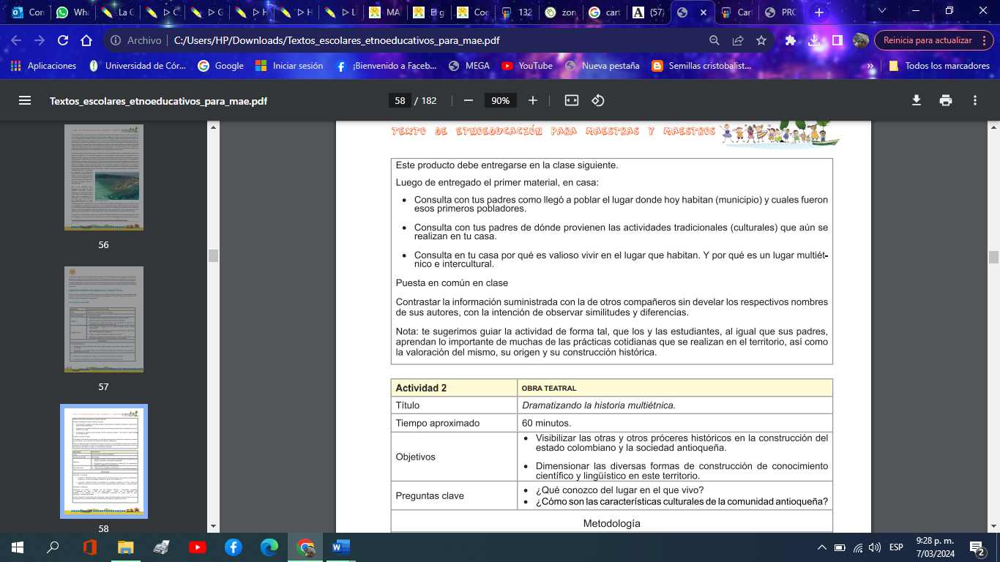 Con
Wha
La G
C
G
H
H
Li
MA
El g
Coc
132
zon
cart
(57)
Cart
PRC
Archivo
C:/Users/HP/Downloads/Textos_escolares_etnoeducativos_para_mae.pdf
Reinicia para actualizar
Aplicaciones
Universidad de Cór...
Google
Iniciar sesión
¡Bienvenido a Faceb...
MEGA
YouTube
Nueva pestaña
Semillas cristobalist...
»
Todos los marcadores
Textos_escolares_etnoeducativos_para_mae.pdf
58 / 182
90%
56
57
58
TEXTO DE ETNOEDUCACIÓN PARA MAESTRAS Y MAESTROS
Este producto debe entregarse en la clase siguiente.
Luego de entregado el primer material, en casa:
• Consulta con tus padres como llegó a poblar el lugar donde hoy habitan (municipio) y cuales fueron
esos primeros pobladores.
• Consulta con tus padres de dónde provienen las actividades tradicionales (culturales) que aún se
realizan en tu casa.
• Consulta en tu casa por qué es valioso vivir en el lugar que habitan. Y por qué es un lugar multiét-
nico e intercultural.
Puesta en común en clase
Contrastar la información suministrada con la de otros compañeros sin develar los respectivos nombres
de sus autores, con la intención de observar similitudes y diferencias.
Nota: te sugerimos guiar la actividad de forma tal, que los y las estudiantes, al igual que sus padres,
aprendan lo importante de muchas de las prácticas cotidianas que se realizan en el territorio, así como
la valoración del mismo, su origen y su construcción histórica.
Actividad 2
OBRA TEATRAL
Título
Dramatizando la historia multiétnica.
Tiempo aproximado
60 minutos.
Objetivos
• Visibilizar las otras y otros próceres históricos en la construcción del
estado colombiano y la sociedad antioqueña.
• Dimensionar las diversas formas de construcción de conocimiento
científico y lingüístico en este territorio.
Preguntas clave
• ¿Qué conozco del lugar en el que vivo?
• ¿Cómo son las características culturales de la comunidad antioqueña?
Metodología
ESP
9:28 p. m.
7/03/2024
2